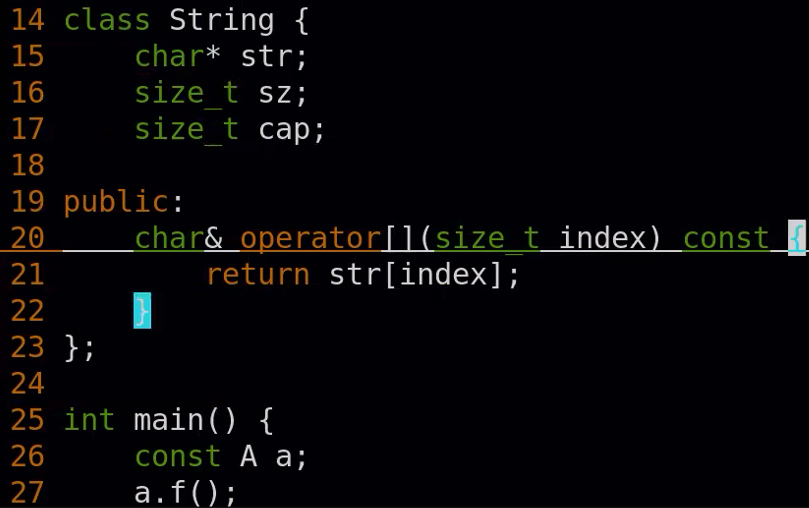 14 class String {
15     char* str;
16     size_t sz;
17     size_t cap;
18
19 public:
20     char& operator[](size_t index) const {
21         return str[index];
22     }
23 };
24
25 int main() {
26     const A a;
27     a.f();